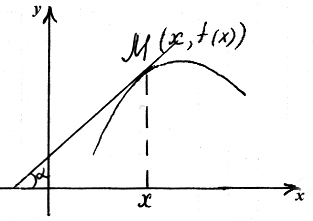 y
M(x, f(x))
α
x
x